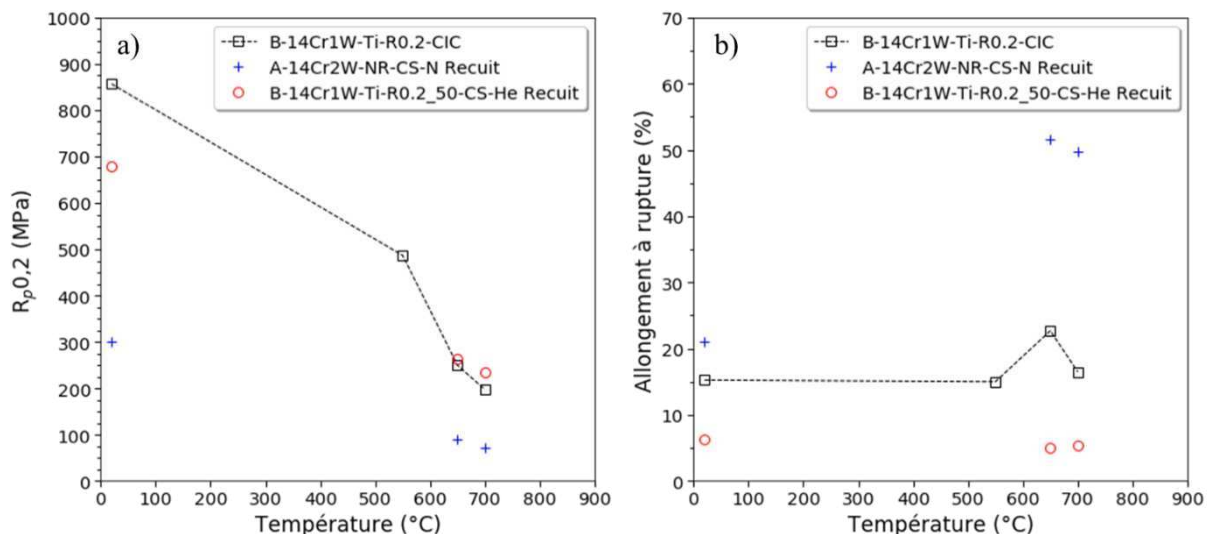 a)
B-14Cr1W-Ti-R0.2-CIC
A-14Cr2W-NR-CS-N Recuit
B-14Cr1W-Ti-R0.2_50-CS-He Recuit
1000
900
800
700
600
500
400
300
200
100
0
R_p0,2 (MPa)
0 100 200 300 400 500 600 700 800 900
Température (°C)
b)
B-14Cr1W-Ti-R0.2-CIC
A-14Cr2W-NR-CS-N Recuit
B-14Cr1W-Ti-R0.2_50-CS-He Recuit
70
60
50
40
30
20
10
0
Allongement à rupture (%)
0 100 200 300 400 500 600 700 800 900
Température (°C)